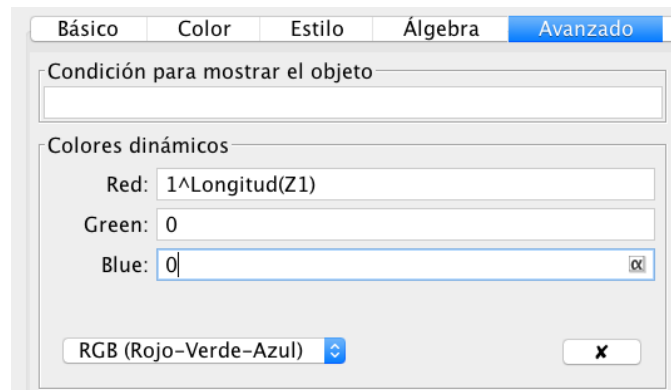 Básico Color Estilo Álgebra Avanzado
Condición para mostrar el objeto
Colores dinámicos
Red: 1^Longitud(Z1)
Green: 0
Blue: 0 α
RGB (Rojo-Verde-Azul) ✘